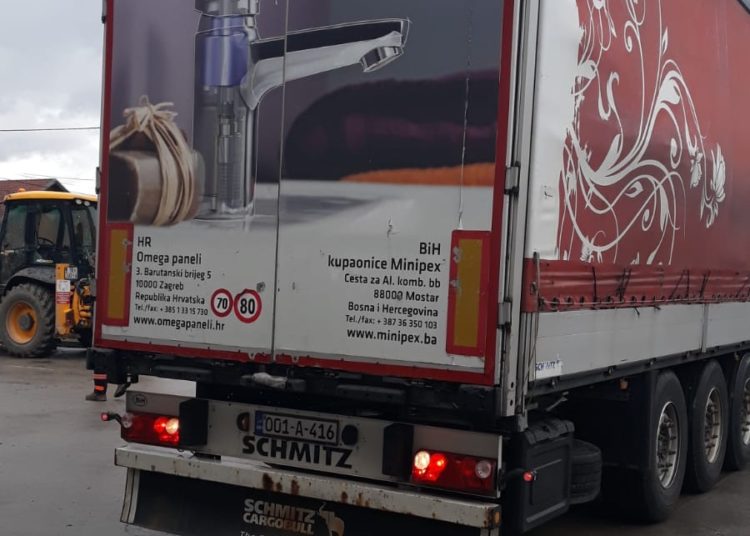 HR
Omega paneli
3. Barutanski brijeg 5
10000 Zagreb
Republika Hrvatska
Tel./fax: + 385 1 33 15 730
www.omegapaneli.hr
70
80
BiH
kupaonice Minipex
Cesta za Al. komb. bb
88000 Mostar
Bosna i Hercegovina
Tel./fax: + 387 36 350 103
www.minipex.ba
SCHMITZ
001-A-416
SCHMITZ
SCHMITZ
CARGOBULL